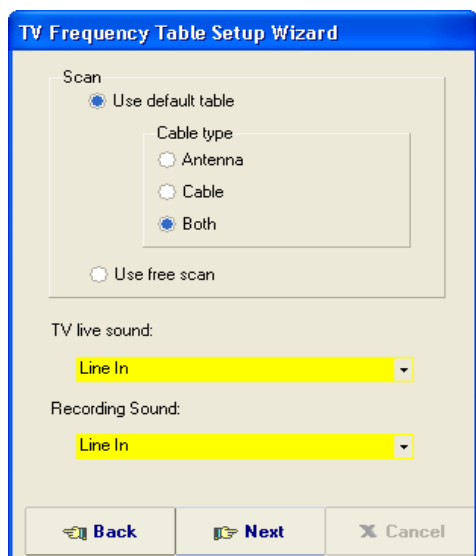 TV Frequency Table Setup Wizard
Scan
Use default table
Cable type
Antenna
Cable
Both
Use free scan
TV live sound:
Line In
Recording Sound:
Line In
Back Next Cancel